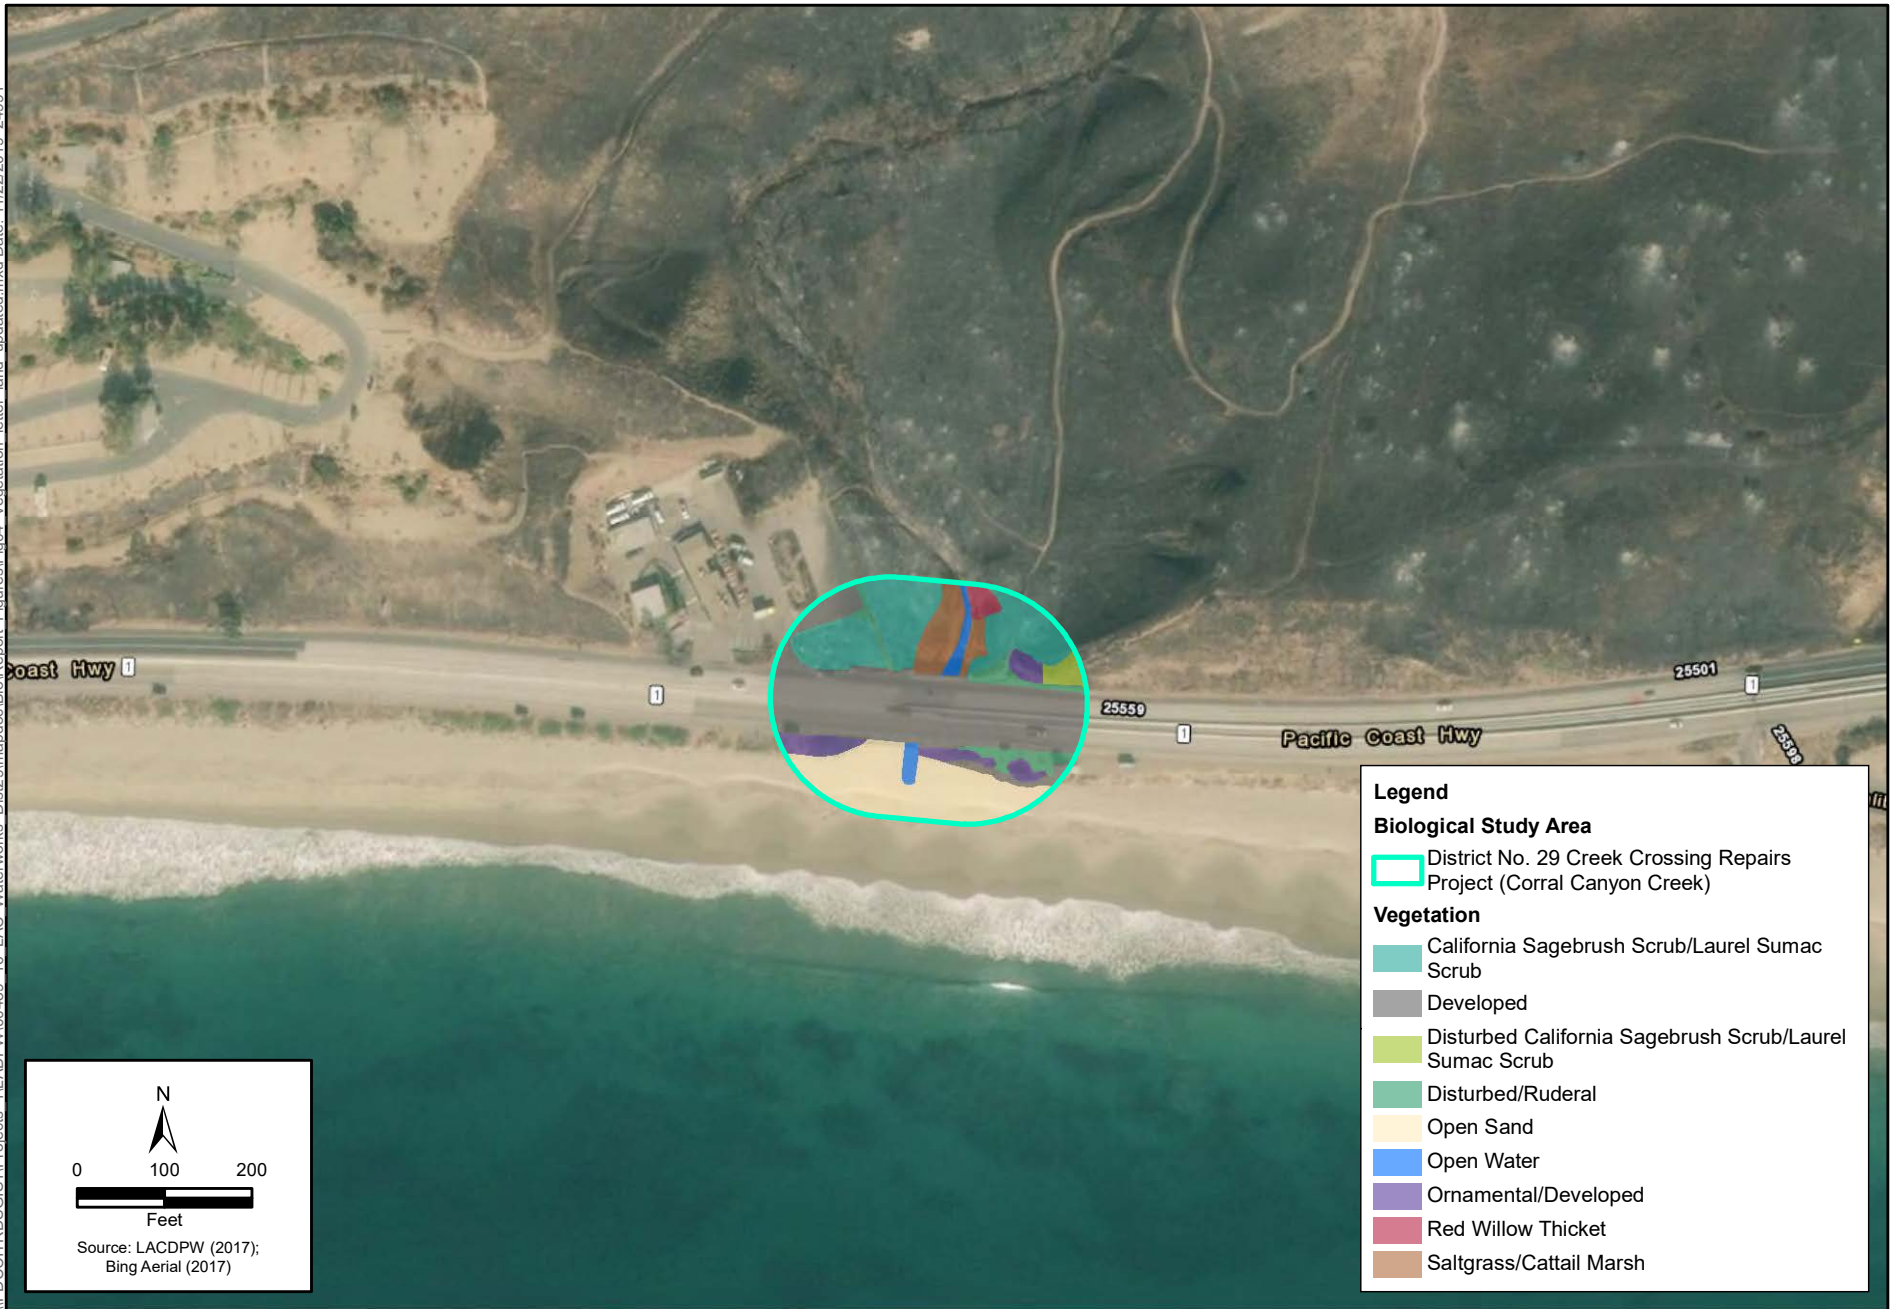 Coast Hwy 1
1
25559
1
Pacific Coast Hwy
25501
1
25598
Legend
Biological Study Area
District No. 29 Creek Crossing Repairs
Project (Corral Canyon Creek)
Vegetation
California Sagebrush Scrub/Laurel Sumac
Scrub
Developed
Disturbed California Sagebrush Scrub/Laurel
Sumac Scrub
Disturbed/Ruderal
Open Sand
Open Water
Ornamental/Developed
Red Willow Thicket
Saltgrass/Cattail Marsh
N
0 100 200
Feet
Source: LACDPW (2017);
Bing Aerial (2017)